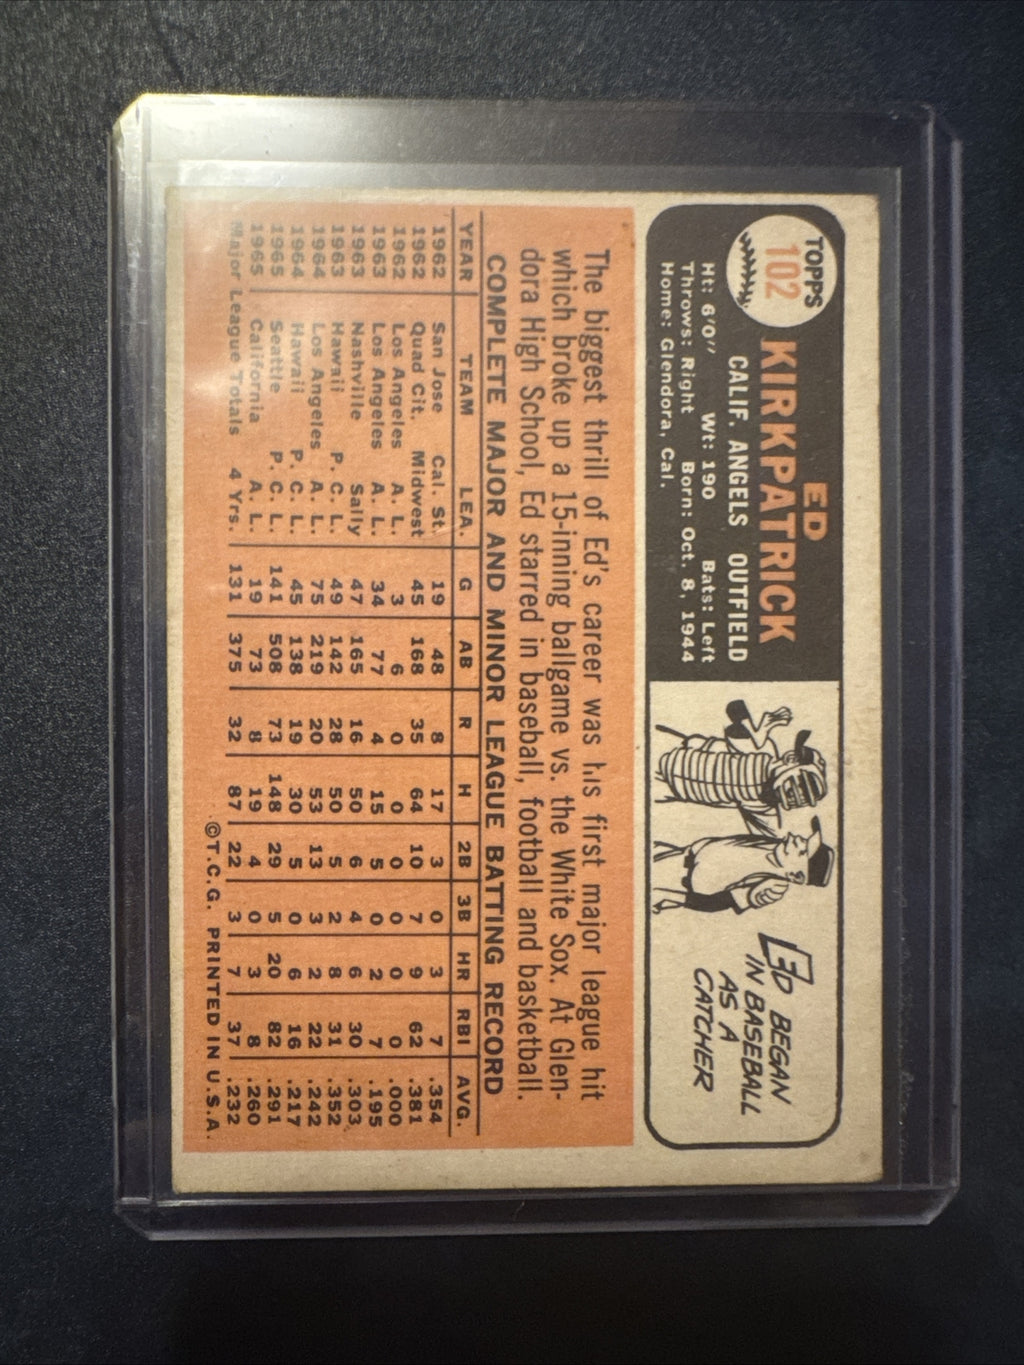 TOPPS
102
ED
KIRKPATRICK
CALIF. ANGELS OUTFIELD
Ht: 6'0" Wt: 190 Bats: Left
Throws: Right Born: Oct. 8, 1944
Home: Glendora, Cal.
ED BEGAN
IN BASEBALL
AS A
CATCHER
The biggest thrill of Ed's career was his first major league hit
which broke up a 15-inning ballgame vs. the White Sox. At Glen-
dora High School, Ed starred in baseball, football and basketball.
COMPLETE MAJOR AND MINOR LEAGUE BATTING RECORD
YEAR TEAM LEA. G AB R H 2B 3B HR RBI AVG.
1962 San Jose Cal. St. 19 48 8 17 3 0 3 7 .354
1962 Quad Cit. Midwest 45 168 35 64 10 7 9 62 .381
1962 Los Angeles A. L. 3 6 0 0 0 0 0 0 .000
1963 Los Angeles A. L. 34 77 4 15 5 0 2 7 .195
1963 Nashville Sally 47 165 16 50 6 4 6 30 .303
1963 Hawaii P. C. L. 49 142 28 50 5 2 8 31 .352
1964 Los Angeles A. L. 75 219 20 53 13 3 2 22 .242
1964 Hawaii P. C. L. 45 138 19 30 5 0 6 16 .217
1965 Seattle P. C. L. 141 508 73 148 29 5 20 82 .291
1965 California A. L. 19 73 8 19 4 0 3 8 .260
Major League Totals 4 Yrs. 131 375 32 87 22 3 7 37 .232
©T.C.G. PRINTED IN U.S.A.